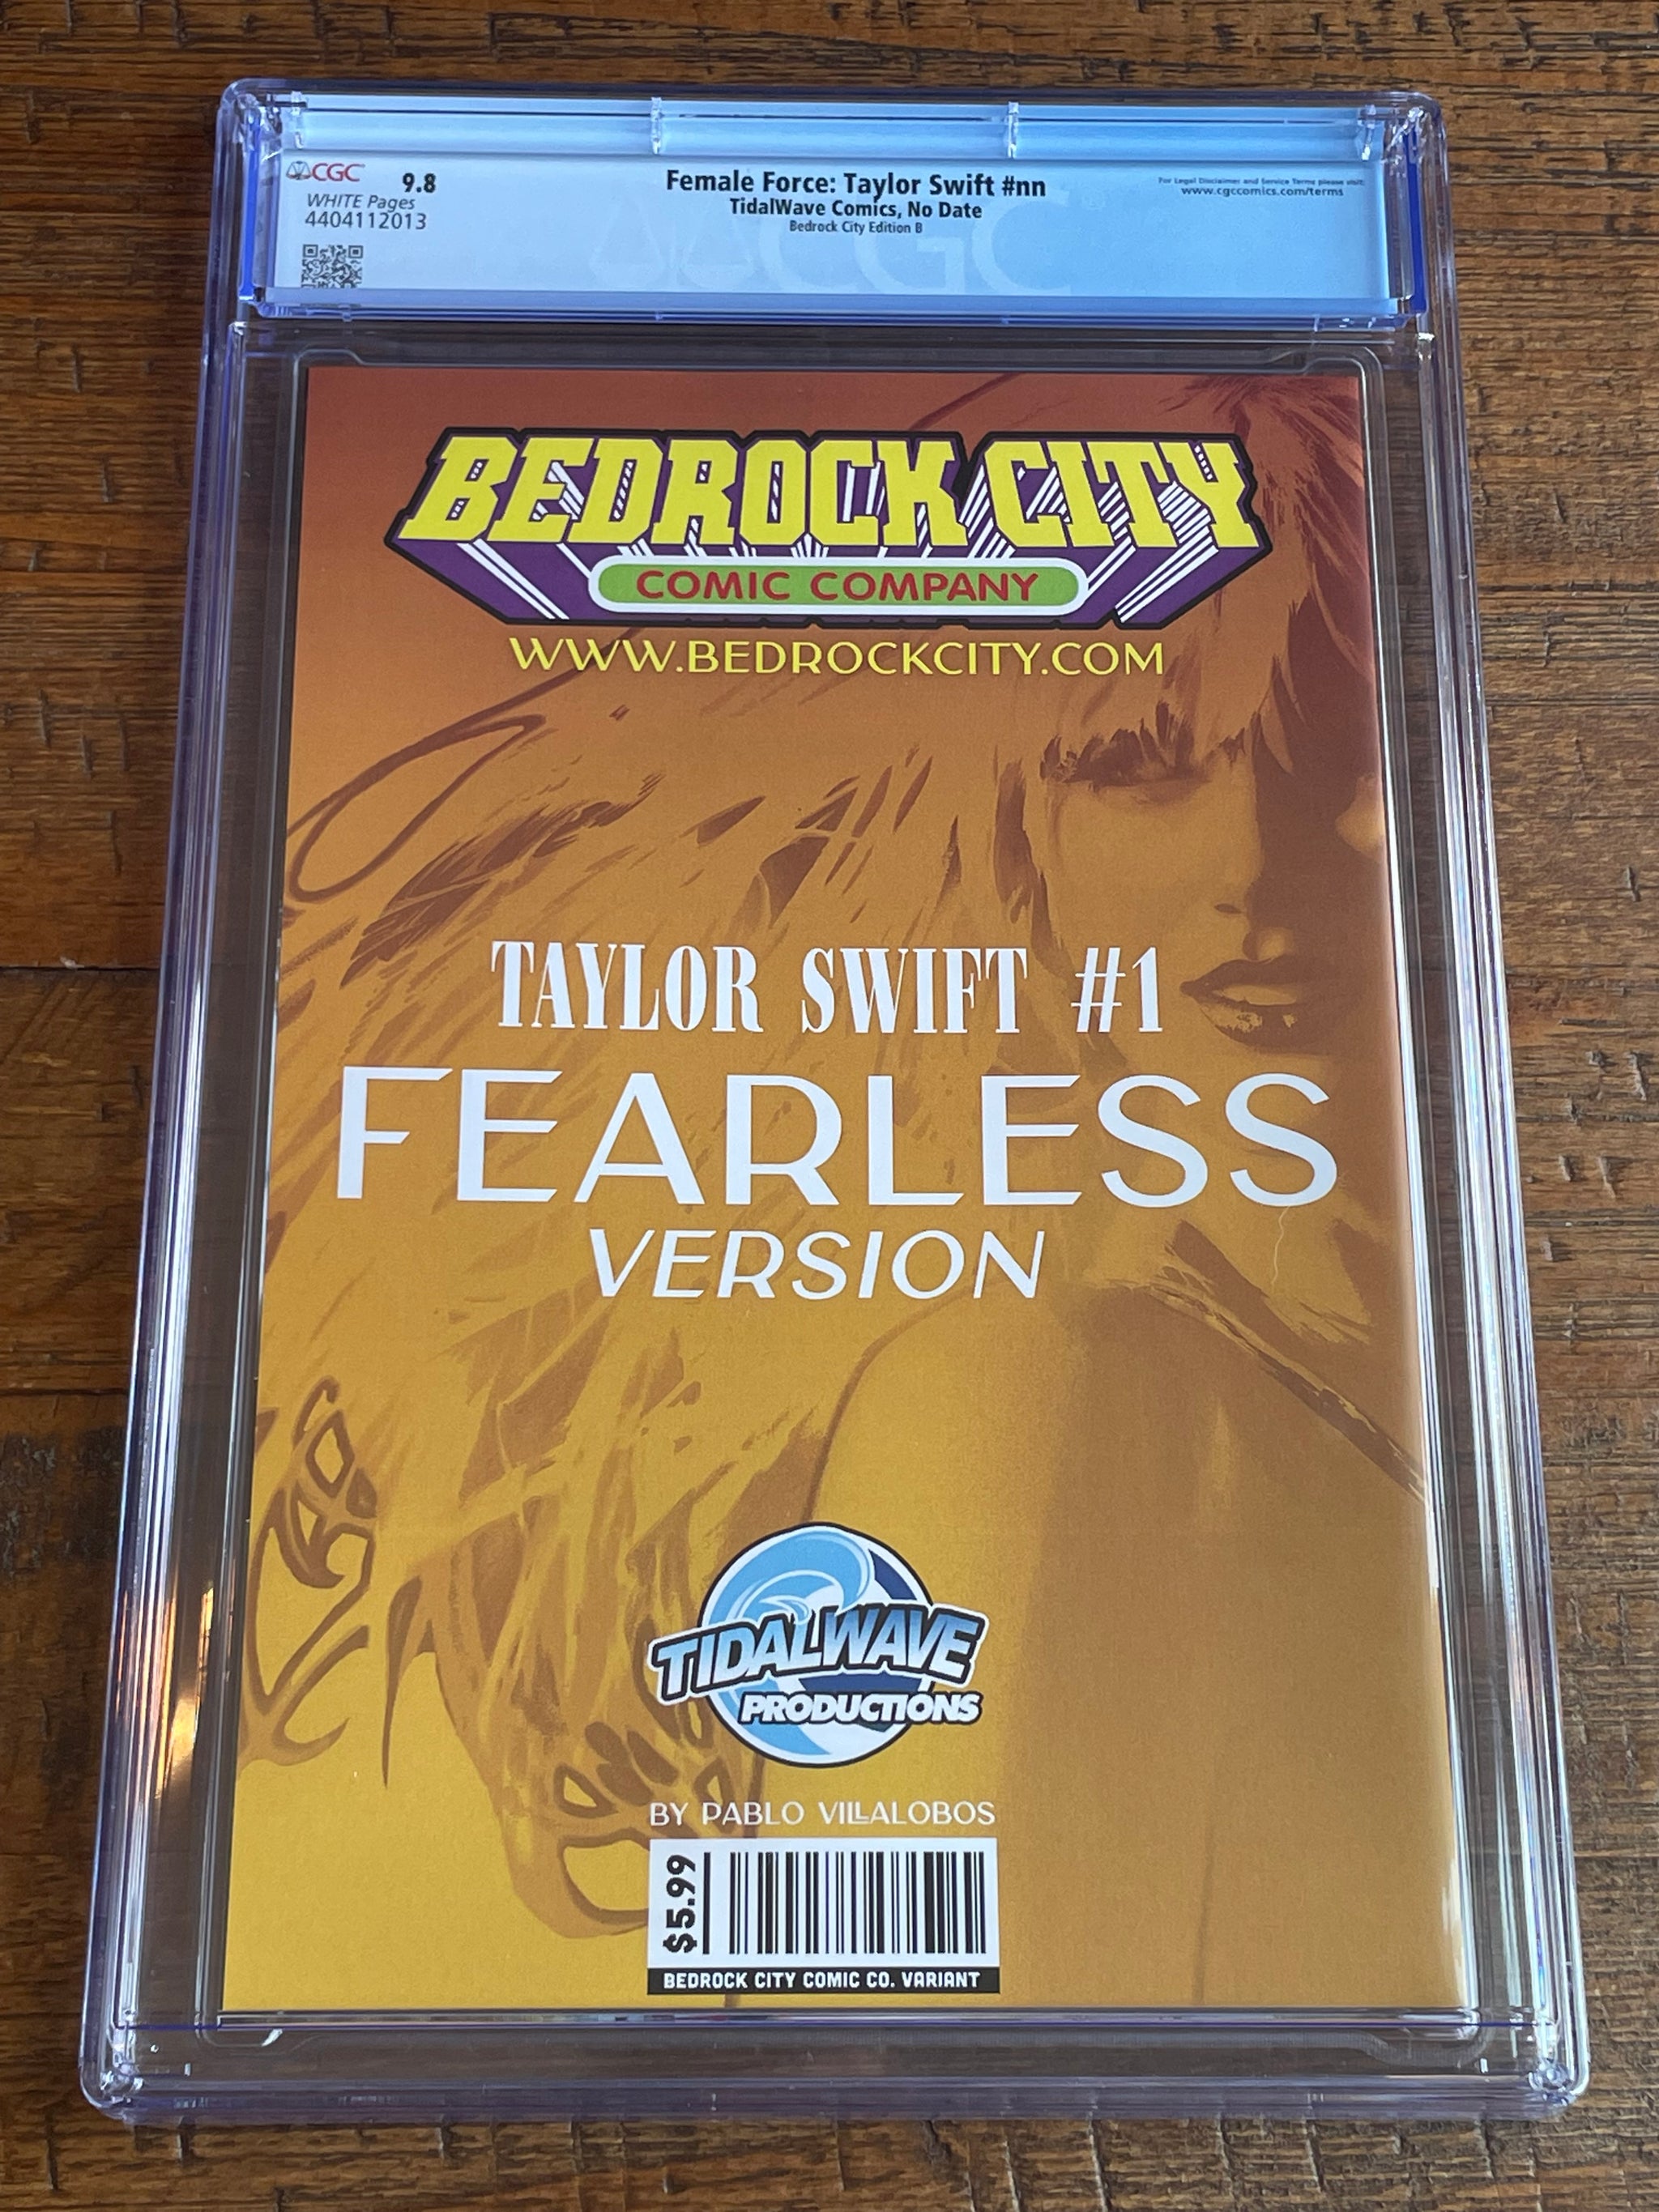 CGC
9.8
WHITE Pages
4404112013
Female Force: Taylor Swift #nn
TidalWave Comics, No Date
Bedrock City Edition B
For Legal Disclaimer and Service Terms please visit:
www.cgccomics.com/terms
CGC
BEDROCK CITY
COMIC COMPANY
WWW.BEDROCKCITY.COM
TAYLOR SWIFT #1
FEARLESS
VERSION
TIDALWAVE
PRODUCTIONS
BY PABLO VILLALOBOS
$5.99
BEDROCK CITY COMIC CO. VARIANT